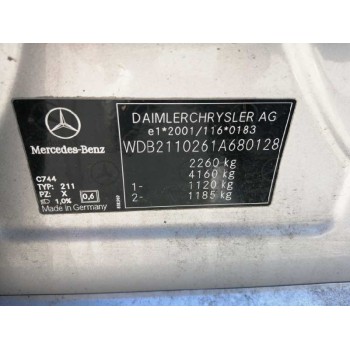 Mercedes-Benz
DAIMLERCHRYSLER AG
e1*2001/116*0183
WDB2110261A680128
2260 kg
4160 kg
1- 1120 kg
2- 1185 kg
C744
TYP: 211
PZ: X
1,0%
0,6
Made in Germany